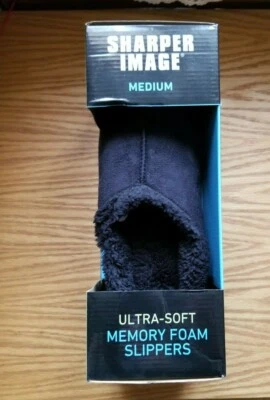 SHARPER
IMAGE®
MEDIUM
ULTRA-SOFT
MEMORY FOAM
SLIPPERS